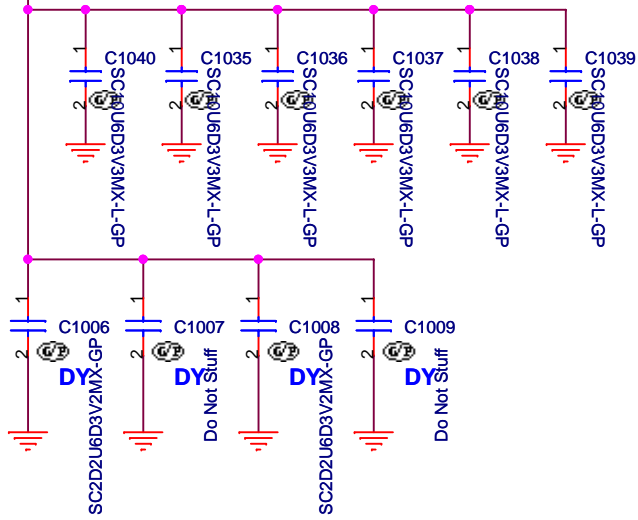 1
C1040
2
G/P
SC10U6D3V3MX-L-GP
1
C1035
2
G/P
SC10U6D3V3MX-L-GP
1
C1036
2
G/P
SC10U6D3V3MX-L-GP
1
C1037
2
G/P
SC10U6D3V3MX-L-GP
1
C1038
2
G/P
SC10U6D3V3MX-L-GP
1
C1039
2
G/P
SC10U6D3V3MX-L-GP
1
C1006
2
G/P
DY
SC2D2U6D3V2MX-GP
1
C1007
2
G/P
DY
Do Not Stuff
1
C1008
2
G/P
DY
SC2D2U6D3V2MX-GP
1
C1009
2
G/P
DY
Do Not Stuff